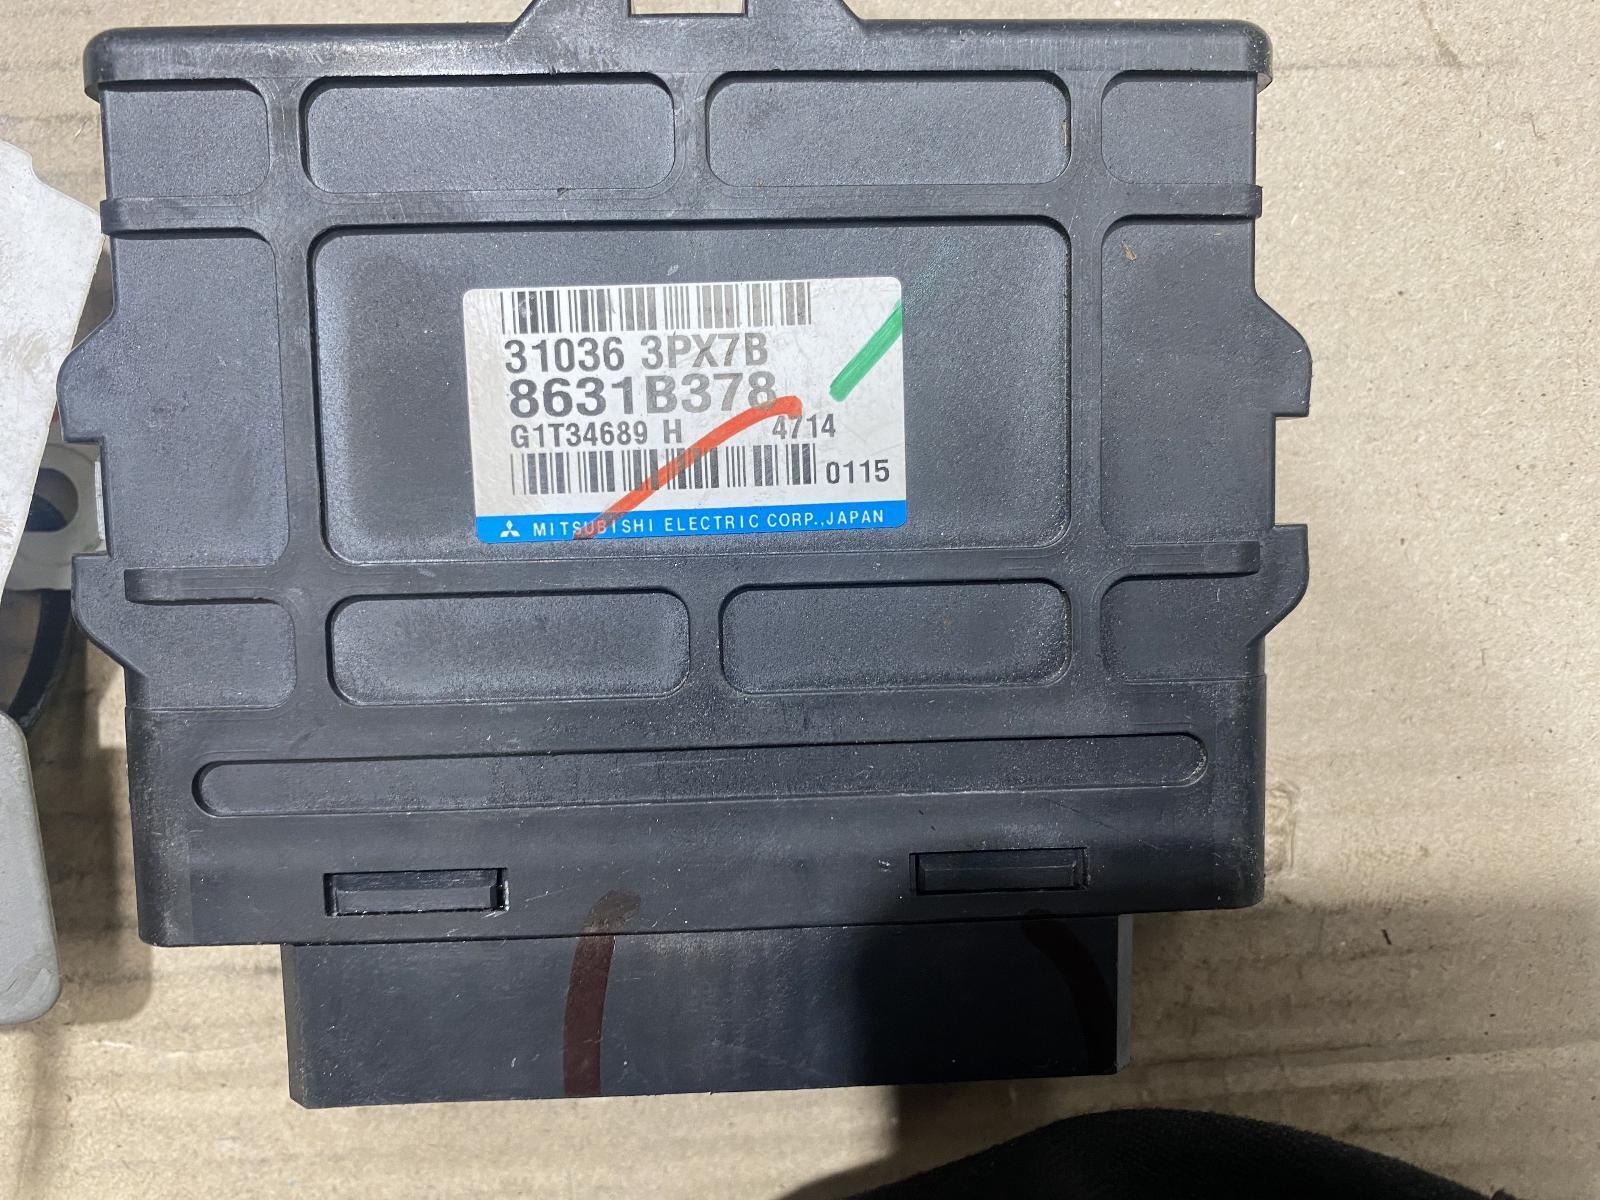 31036 3PX7B
8631B378
G1T34689 H 4714
0115
MITSUBISHI ELECTRIC CORP.,JAPAN